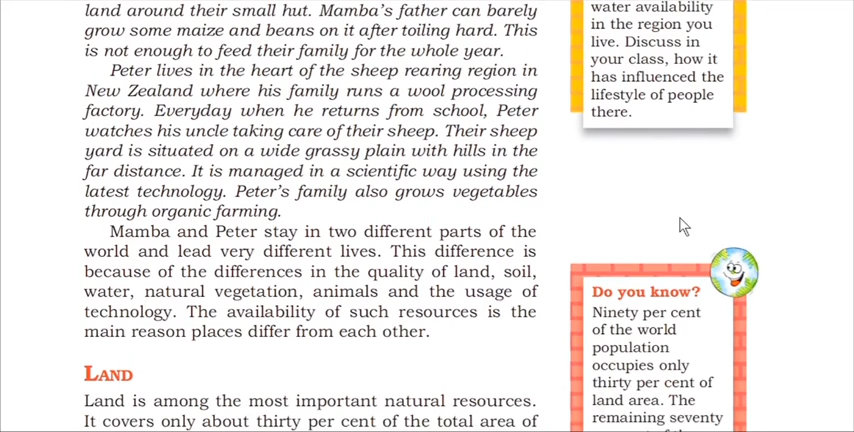 land around their small hut. Mamba's father can barely
grow some maize and beans on it after toiling hard. This
is not enough to feed their family for the whole year.
Peter lives in the heart of the sheep rearing region in
New Zealand where his family runs a wool processing
factory. Everyday when he returns from school, Peter
watches his uncle taking care of their sheep. Their sheep
yard is situated on a wide grassy plain with hills in the
far distance. It is managed in a scientific way using the
latest technology. Peter's family also grows vegetables
through organic farming.
Mamba and Peter stay in two different parts of the
world and lead very different lives. This difference is
because of the differences in the quality of land, soil,
water, natural vegetation, animals and the usage of
technology. The availability of such resources is the
main reason places differ from each other.
LAND
Land is among the most important natural resources.
It covers only about thirty per cent of the total area of
water availability
in the region you
live. Discuss in
your class, how it
has influenced the
lifestyle of people
there.
Do you know?
Ninety per cent
of the world
population
occupies only
thirty per cent of
land area. The
remaining seventy